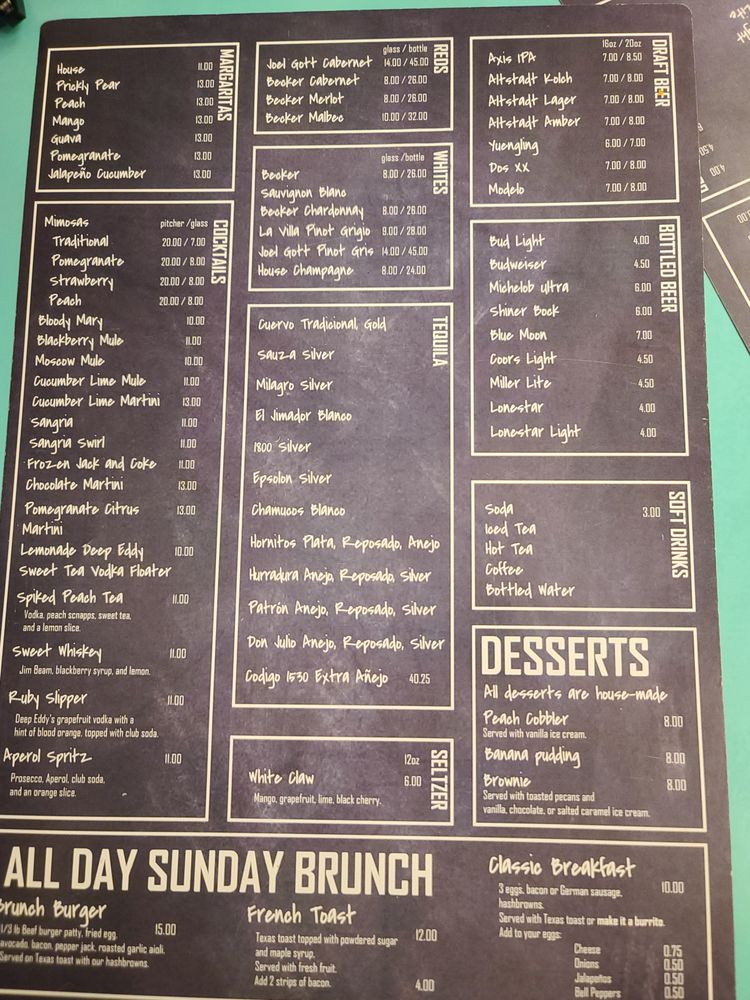 MARGARITAS
House 11.00
Prickly Pear 13.00
Peach 13.00
Mango 13.00
Guava 13.00
Pomegranate 13.00
Jalapeño Cucumber 13.00
COCKTAILS
Mimosas pitcher /glass
Traditional 20.00 / 7.00
Pomegranate 20.00 / 8.00
Strawberry 20.00 / 8.00
Peach 20.00 / 8.00
Bloody Mary 10.00
Blackberry Mule 11.00
Moscow Mule 10.00
Cucumber Lime Mule 11.00
Cucumber Lime Martini 13.00
Sangria 11.00
Sangria Swirl 11.00
Frozen Jack and Coke 11.00
Chocolate Martini 13.00
Pomegranate Citrus 13.00
Martini
Lemonade Deep Eddy 10.00
Sweet Tea Vodka Floater
Spiked Peach Tea 11.00
Vodka, peach scnapps, sweet tea,
and a lemon slice.
Sweet Whiskey 11.00
Jim Beam, blackberry syrup, and lemon.
Ruby Slipper 11.00
Deep Eddy's grapefruit vodka with a
hint of blood orange, topped with club soda.
Aperol Spritz 11.00
Prosecco, Aperol, club soda,
and an orange slice.
REDS
glass / bottle
Joel Gott Cabernet 14.00 / 45.00
Becker Cabernet 8.00 / 26.00
Becker Merlot 8.00 / 26.00
Becker Malbec 10.00 / 32.00
WHITES
glass /bottle
Becker 8.00 / 26.00
Sauvignon Blanc
Becker Chardonnay 8.00 / 26.00
La Villa Pinot Grigio 8.00 / 28.00
Joel Gott Pinot Gris 14.00 / 45.00
House Champagne 8.00 / 24.00
TEQUILA
Cuervo Tradicional, Gold
Sauza Silver
Milagro Silver
El Jimador Blanco
1800 Silver
Epsolon Silver
Chamucos Blanco
Hornitos Plata, Reposado, Anejo
Hurradura Anejo, Reposado, Silver
Patrón Anejo, Reposado, Silver
Don Julio Anejo, Reposado, Silver
Codigo 1530 Extra Añejo 40.25
SELTZER
12oz
White Claw 6.00
Mango, grapefruit, lime, black cherry.
DRAFT BEER
16oz / 20oz
Axis IPA 7.00 / 8.50
Altstadt Kolch 7.00 / 8.00
Altstadt Lager 7.00 / 8.00
Altstadt Amber 7.00 / 8.00
Yuengling 6.00 / 7.00
Dos XX 7.00 / 8.00
Modelo 7.00 / 8.00
BOTTLED BEER
Bud Light 4.00
Budweiser 4.50
Michelob Ultra 6.00
Shiner Bock 6.00
Blue Moon 7.00
Coors Light 4.50
Miller Lite 4.50
Lonestar 4.00
Lonestar Light 4.00
SOFT DRINKS
Soda 3.00
Iced Tea
Hot Tea
Coffee
Bottled Water
DESSERTS
All desserts are house-made
Peach Cobbler 8.00
Served with vanilla ice cream.
Banana pudding 8.00
Brownie 8.00
Served with toasted pecans and
vanilla, chocolate, or salted caramel ice cream.
ALL DAY SUNDAY BRUNCH
Brunch Burger 15.00
1/3 lb Beef burger patty, fried egg,
avocado, bacon, pepper jack, roasted garlic aioli.
Served on Texas toast with our hashbrowns.
French Toast 12.00
Texas toast topped with powdered sugar
and maple syrup.
Served with fresh fruit.
Add 2 strips of bacon. 4.00
Classic Breakfast 10.00
3 eggs, bacon or German sausage,
hashbrowns.
Served with Texas toast or make it a burrito.
Add to your eggs:
Cheese 0.75
Onions 0.50
Jalapeños 0.50
Bell Peppers 0.50
4.50
4.00